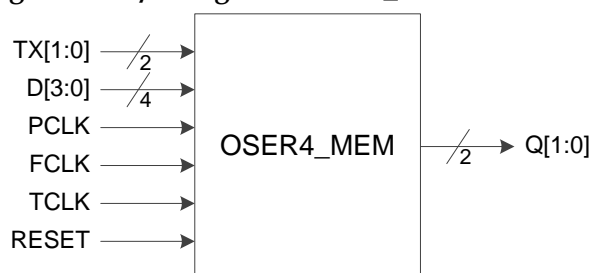 TX[1:0]
2
D[3:0]
4
PCLK
FCLK
TCLK
RESET
OSER4_MEM
2
Q[1:0]